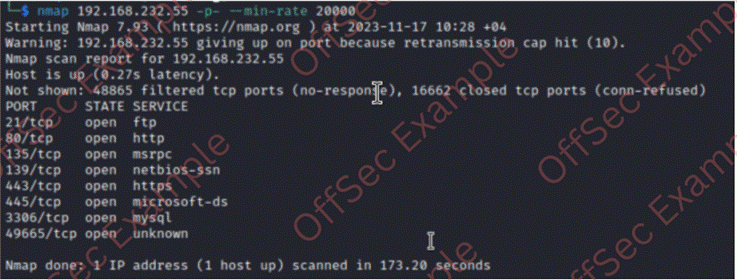 $ nmap 192.168.232.55 -p- --min-rate 20000
Starting Nmap 7.93 ( https://nmap.org ) at 2023-11-17 10:28 +04
Warning: 192.168.232.55 giving up on port because retransmission cap hit (10).
Nmap scan report for 192.168.232.55
Host is up (0.27s latency).
Not shown: 48865 filtered tcp ports (no-response), 16662 closed tcp ports (conn-refused)
PORT STATE SERVICE
21/tcp open ftp
80/tcp open http
135/tcp open msrpc
139/tcp open netbios-ssn
443/tcp open https
445/tcp open microsoft-ds
3306/tcp open mysql
49665/tcp open unknown
Nmap done: 1 IP address (1 host up) scanned in 173.20 seconds
OffSec Example
OffSec Example
OffSec Example